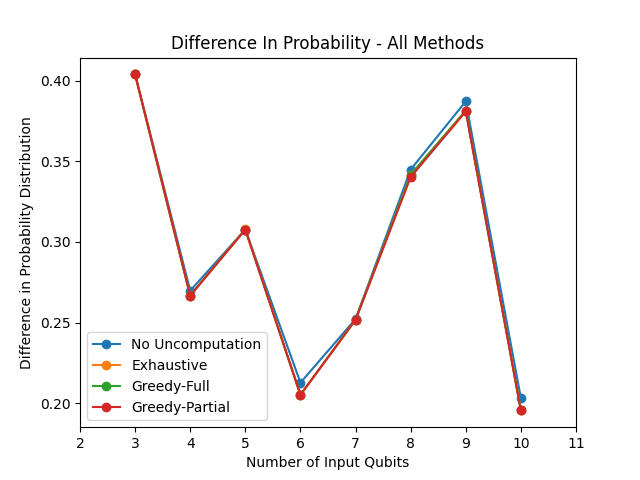 Difference In Probability - All Methods
Difference in Probability Distribution
0.40
0.35
0.30
0.25
0.20
No Uncomputation
Exhaustive
Greedy-Full
Greedy-Partial
2 3 4 5 6 7 8 9 10 11
Number of Input Qubits